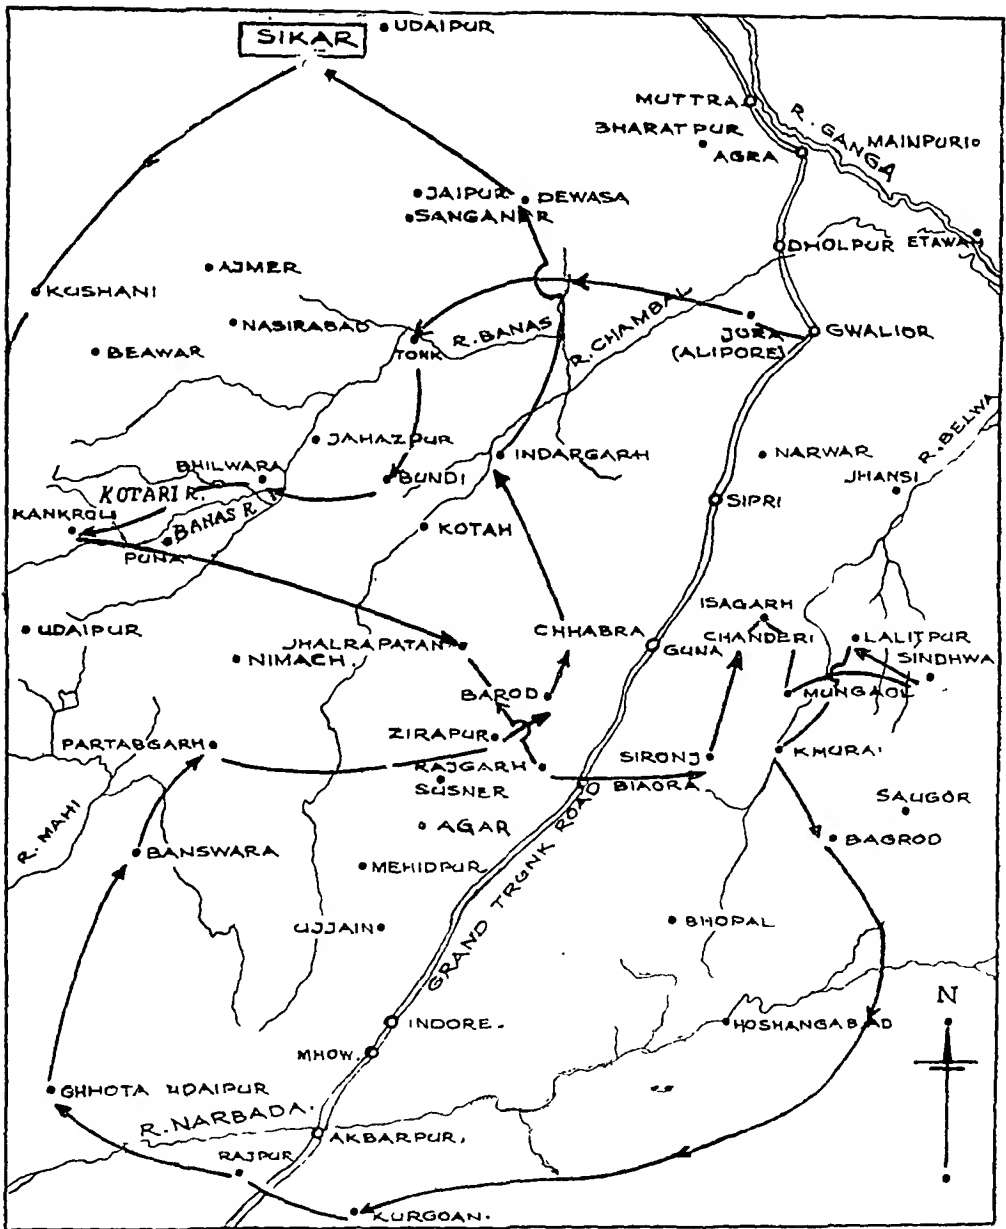 SIKAR
UDAIPUR
MUTTRA
R. GANGA
BHARATPUR
MAINPURI
AGRA
JAIPUR
DEWASA
SANGANER
DHOLPUR
ETAWAH
AJMER
KUSHANI
R. CHAMBAL
NASIRABAD
R. BANAS
JORA
(ALIPORE)
GWALIOR
BEAWAR
TONK
R. BELWA
JAHAZPUR
INDARGARH
NARWAR
BHILWARA
BUNDI
JHANSI
KOTARI R.
SIPRI
KANKROLI
BANAS R
KOTAH
PUNA
ISAGARH
UDAIPUR
CHHABRA
GUNA
CHANDERI
LALITPUR
JHALRAPATAN
SINDHWA
NIMACH.
BAROD
MUNGAOL
ZIRAPUR
PARTABGARH
SIRONJ
KHURAI
RAJGARH
BIAORA
SUSNER
SAUGOR
R. MAHI
AGAR
BAGROD
BANSWARA
MEHIDPUR
GRAND TRUNK ROAD
UJJAIN
BHOPAL
N
INDORE.
HOSHANGABAD
MHOW.
GHHOTA UDAIPUR
R. NARBADA.
AKBARPUR.
RAJPUR
KURGOAN.